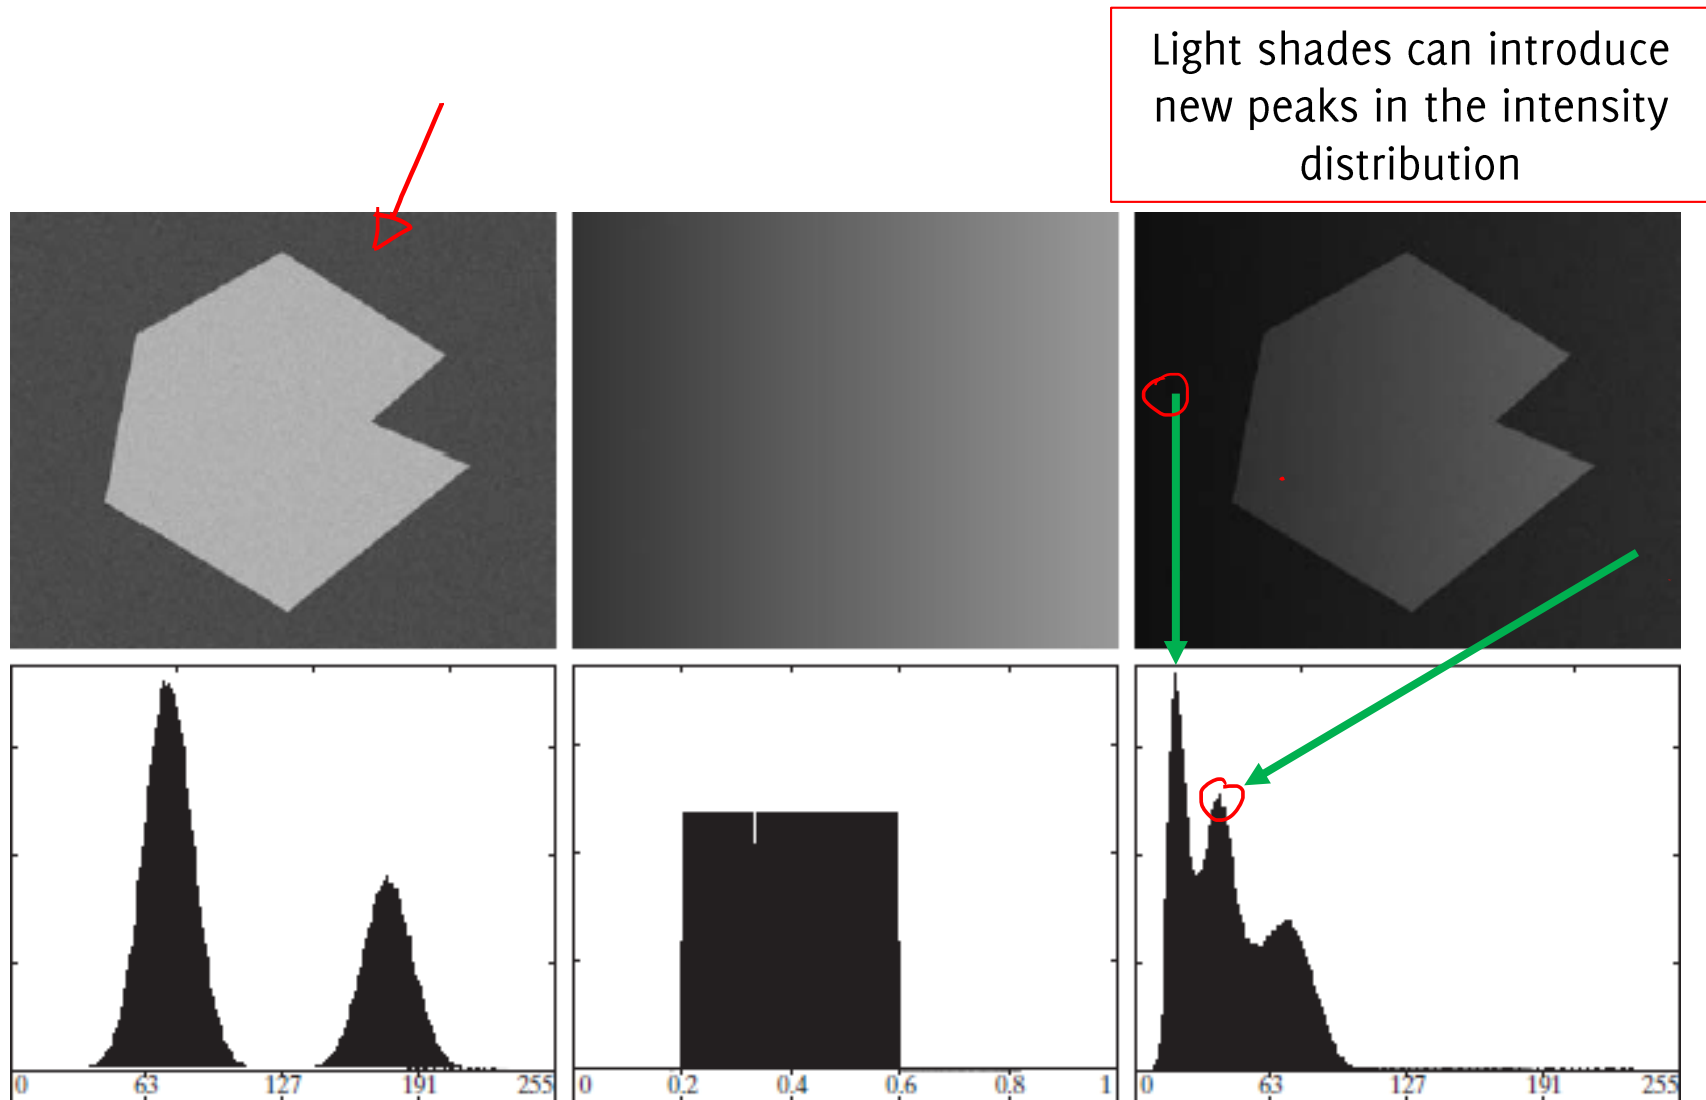 Light shades can introduce
new peaks in the intensity
distribution
0 63 127 191 255
0 0.2 0.4 0.6 0.8 1
0 63 127 191 255